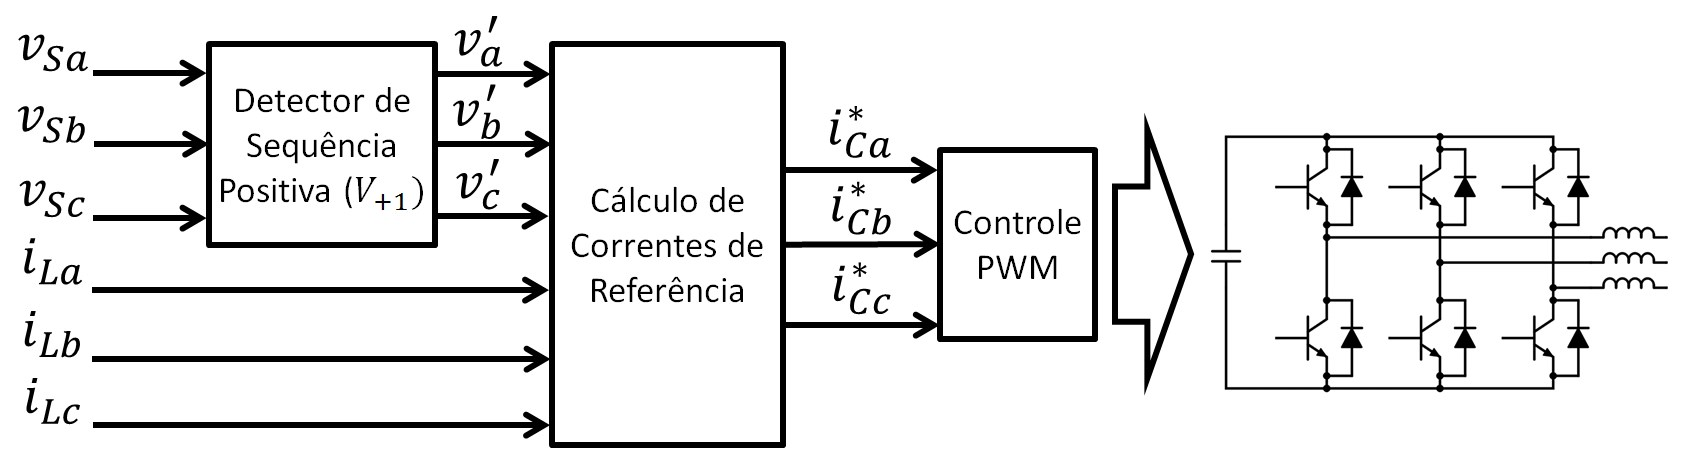 v_Sa
v_Sb
v_Sc
i_La
i_Lb
i_Lc
Detector de
Sequência
Positiva (V_+1)
v'_a
v'_b
v'_c
Cálculo de
Correntes de
Referência
i*_Ca
i*_Cb
i*_Cc
Controle
PWM